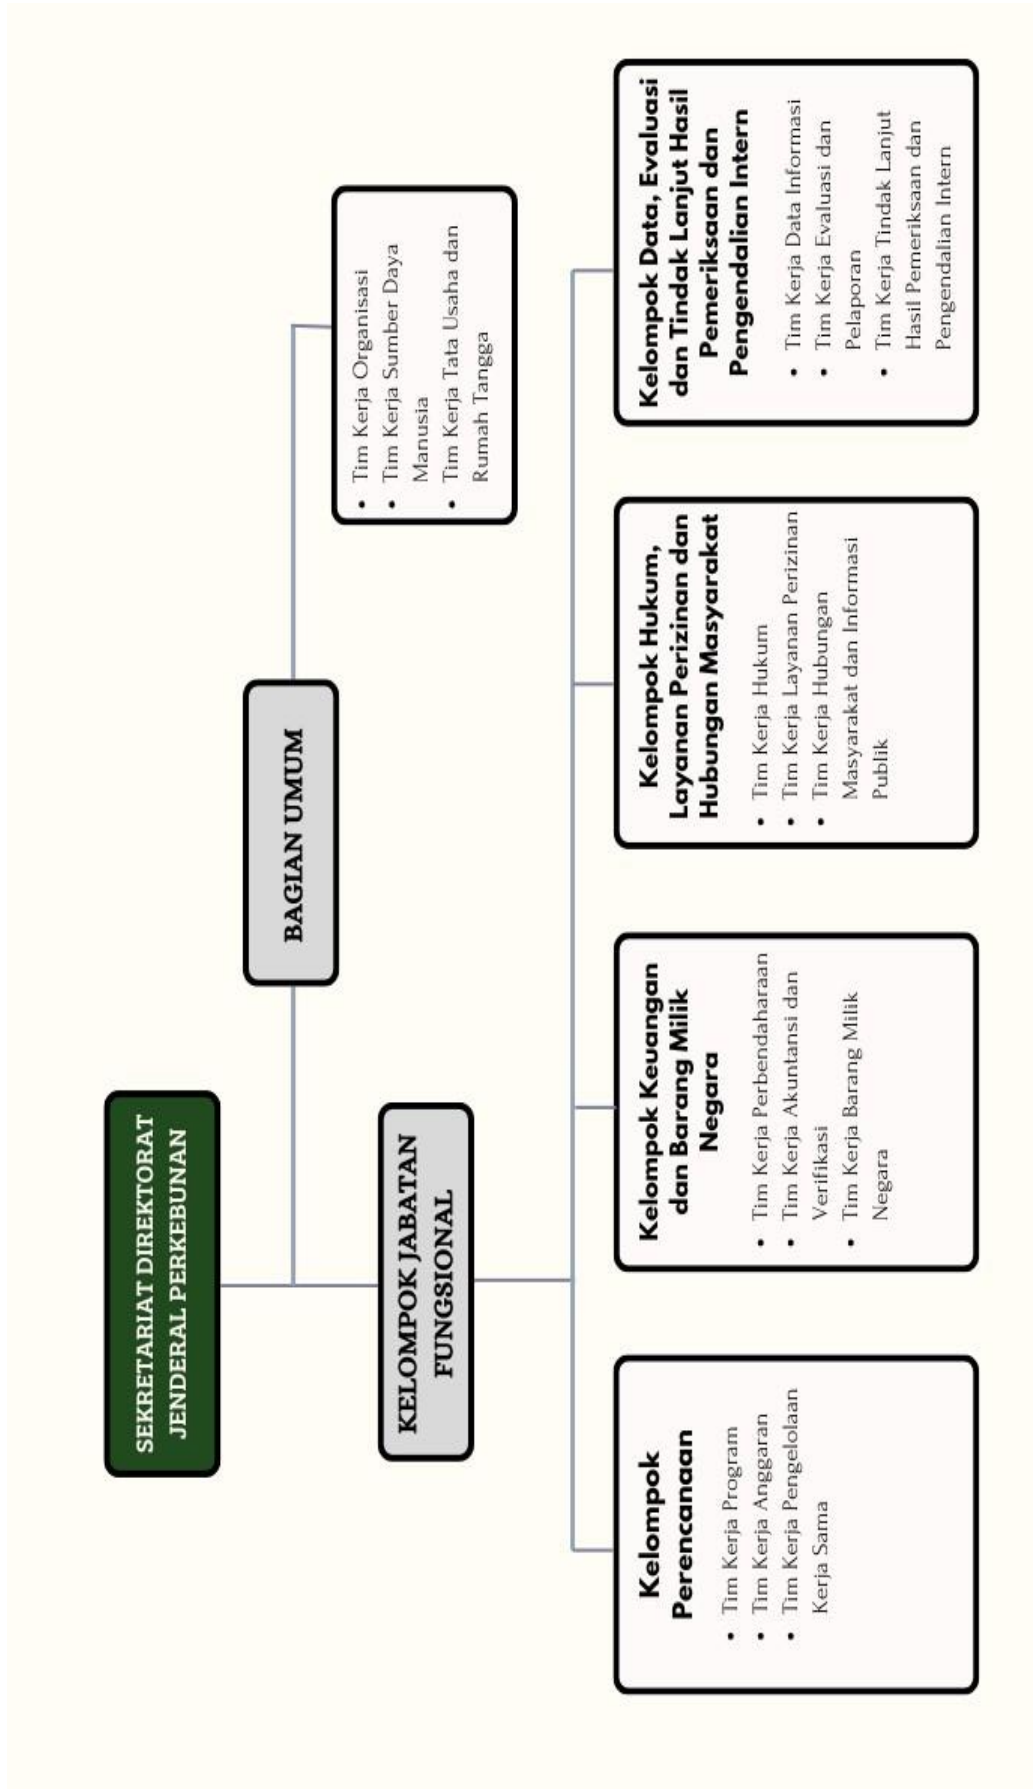 SEKRETARIAT DIREKTORAT
JENDERAL PERKEBUNAN
BAGIAN UMUM
• Tim Kerja Organisasi
• Tim Kerja Sumber Daya
Manusia
• Tim Kerja Tata Usaha dan
Rumah Tangga
KELOMPOK JABATAN
FUNGSIONAL
Kelompok
Perencanaan
• Tim Kerja Program
• Tim Kerja Anggaran
• Tim Kerja Pengelolaan
Kerja Sama
Kelompok Keuangan
dan Barang Milik
Negara
• Tim Kerja Perbendaharaan
• Tim Kerja Akuntansi dan
Verifikasi
• Tim Kerja Barang Milik
Negara
Kelompok Hukum,
Layanan Perizinan dan
Hubungan Masyarakat
• Tim Kerja Hukum
• Tim Kerja Layanan Perizinan
• Tim Kerja Hubungan
Masyarakat dan Informasi
Publik
Kelompok Data, Evaluasi
dan Tindak Lanjut Hasil
Pemeriksaan dan
Pengendalian Intern
• Tim Kerja Data Informasi
• Tim Kerja Evaluasi dan
Pelaporan
• Tim Kerja Tindak Lanjut
Hasil Pemeriksaan dan
Pengendalian Intern